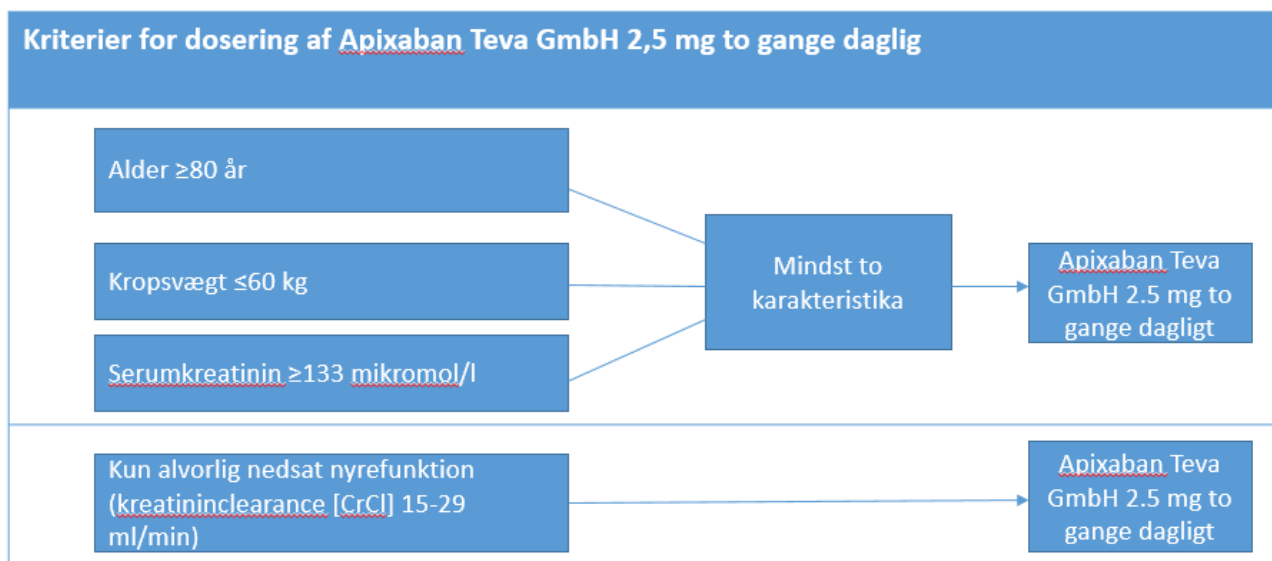 Kriterier for dosering af Apixaban Teva GmbH 2,5 mg to gange daglig
Alder ≥80 år
Kropsvægt ≤60 kg
Serumkreatinin ≥133 mikromol/l
Mindst to
karakteristika
Apixaban Teva
GmbH 2.5 mg to
gange dagligt
Kun alvorlig nedsat nyrefunktion
(kreatininclearance [CrCl] 15-29
ml/min)
Apixaban Teva
GmbH 2.5 mg to
gange dagligt